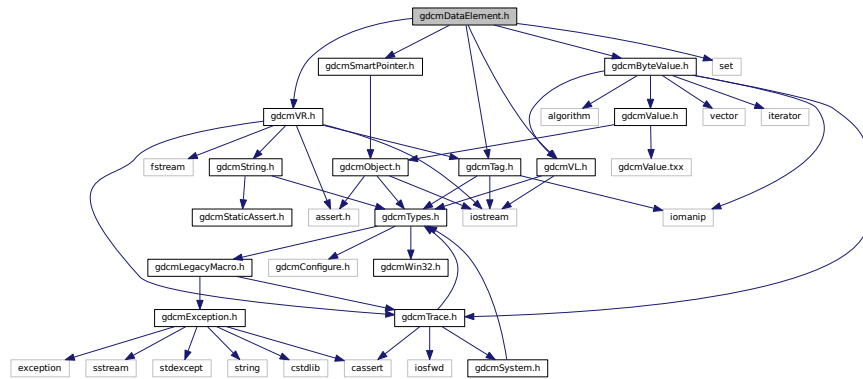 gdcmDataElement.h
gdcmSmartPointer.h
gdcmByteValue.h
set
gdcmVR.h
algorithm
gdcmValue.h
vector
iterator
fstream
gdcmString.h
gdcmObject.h
gdcmTag.h
gdcmVL.h
gdcmValue.txx
gdcmStaticAssert.h
assert.h
gdcmTypes.h
iostream
iomanip
gdcmLegacyMacro.h
gdcmConfigure.h
gdcmWin32.h
gdcmException.h
gdcmTrace.h
exception
sstream
stdexcept
string
cstdlib
cassert
iosfwd
gdcmSystem.h